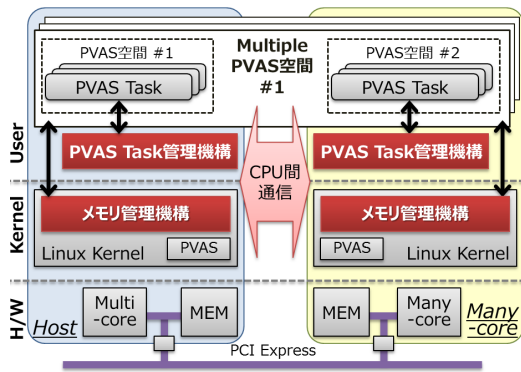 PVAS空間 #1
PVAS Task
Multiple
PVAS空間
#1
PVAS空間 #2
PVAS Task
User
PVAS Task管理機構
PVAS Task管理機構
CPU間
通信
Kernel
メモリ管理機構
Linux Kernel
PVAS
メモリ管理機構
PVAS
Linux Kernel
H/W
Host
Multi
-core
MEM
MEM
Many
-core
Many
-core
PCI Express